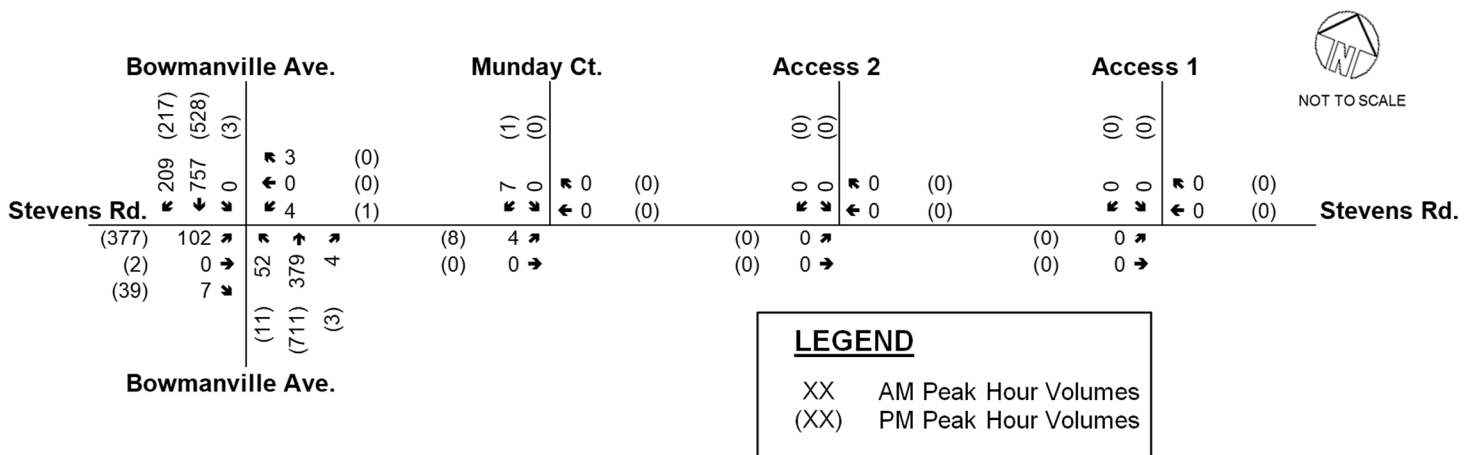 Bowmanville Ave. Munday Ct. Access 2 Access 1
N
NOT TO SCALE
(217) (528) (3) (1) (0) (0) (0) (0) (0)
209 757 0 7 0 0 0 0 0
3 (0)
0 (0) 0 (0) 0 (0) 0 (0)
4 (1) 0 (0) 0 (0) 0 (0)
Stevens Rd. Stevens Rd.
(377) 102 (8) 4 (0) 0 (0) 0
(2) 0 (0) 0 (0) 0 (0) 0
(39) 7
52 379 4
(11) (711) (3)
Bowmanville Ave.
LEGEND
XX AM Peak Hour Volumes
(XX) PM Peak Hour Volumes